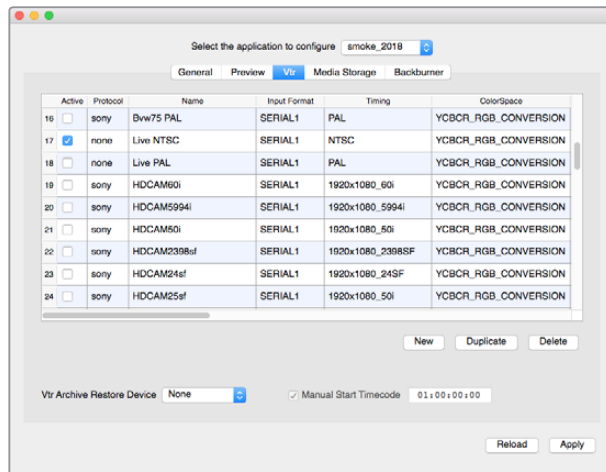 Select the application to configure smoke_2018
General Preview Vtr Media Storage Backburner
Active Protocol Name Input Format Timing ColorSpace
16 sony Bvw75 PAL SERIAL1 PAL YCBCR_RGB_CONVERSION
17 none Live NTSC SERIAL1 NTSC YCBCR_RGB_CONVERSION
18 none Live PAL SERIAL1 PAL YCBCR_RGB_CONVERSION
19 sony HDCAM60i SERIAL1 1920x1080_60i YCBCR_RGB_CONVERSION
20 sony HDCAM5994i SERIAL1 1920x1080_5994i YCBCR_RGB_CONVERSION
21 sony HDCAM50i SERIAL1 1920x1080_50i YCBCR_RGB_CONVERSION
22 sony HDCAM2398sf SERIAL1 1920x1080_2398SF YCBCR_RGB_CONVERSION
23 sony HDCAM24sf SERIAL1 1920x1080_24SF YCBCR_RGB_CONVERSION
24 sony HDCAM25sf SERIAL1 1920x1080_50i YCBCR_RGB_CONVERSION
New Duplicate Delete
Vtr Archive Restore Device None Manual Start Timecode 01:00:00:00
Reload Apply